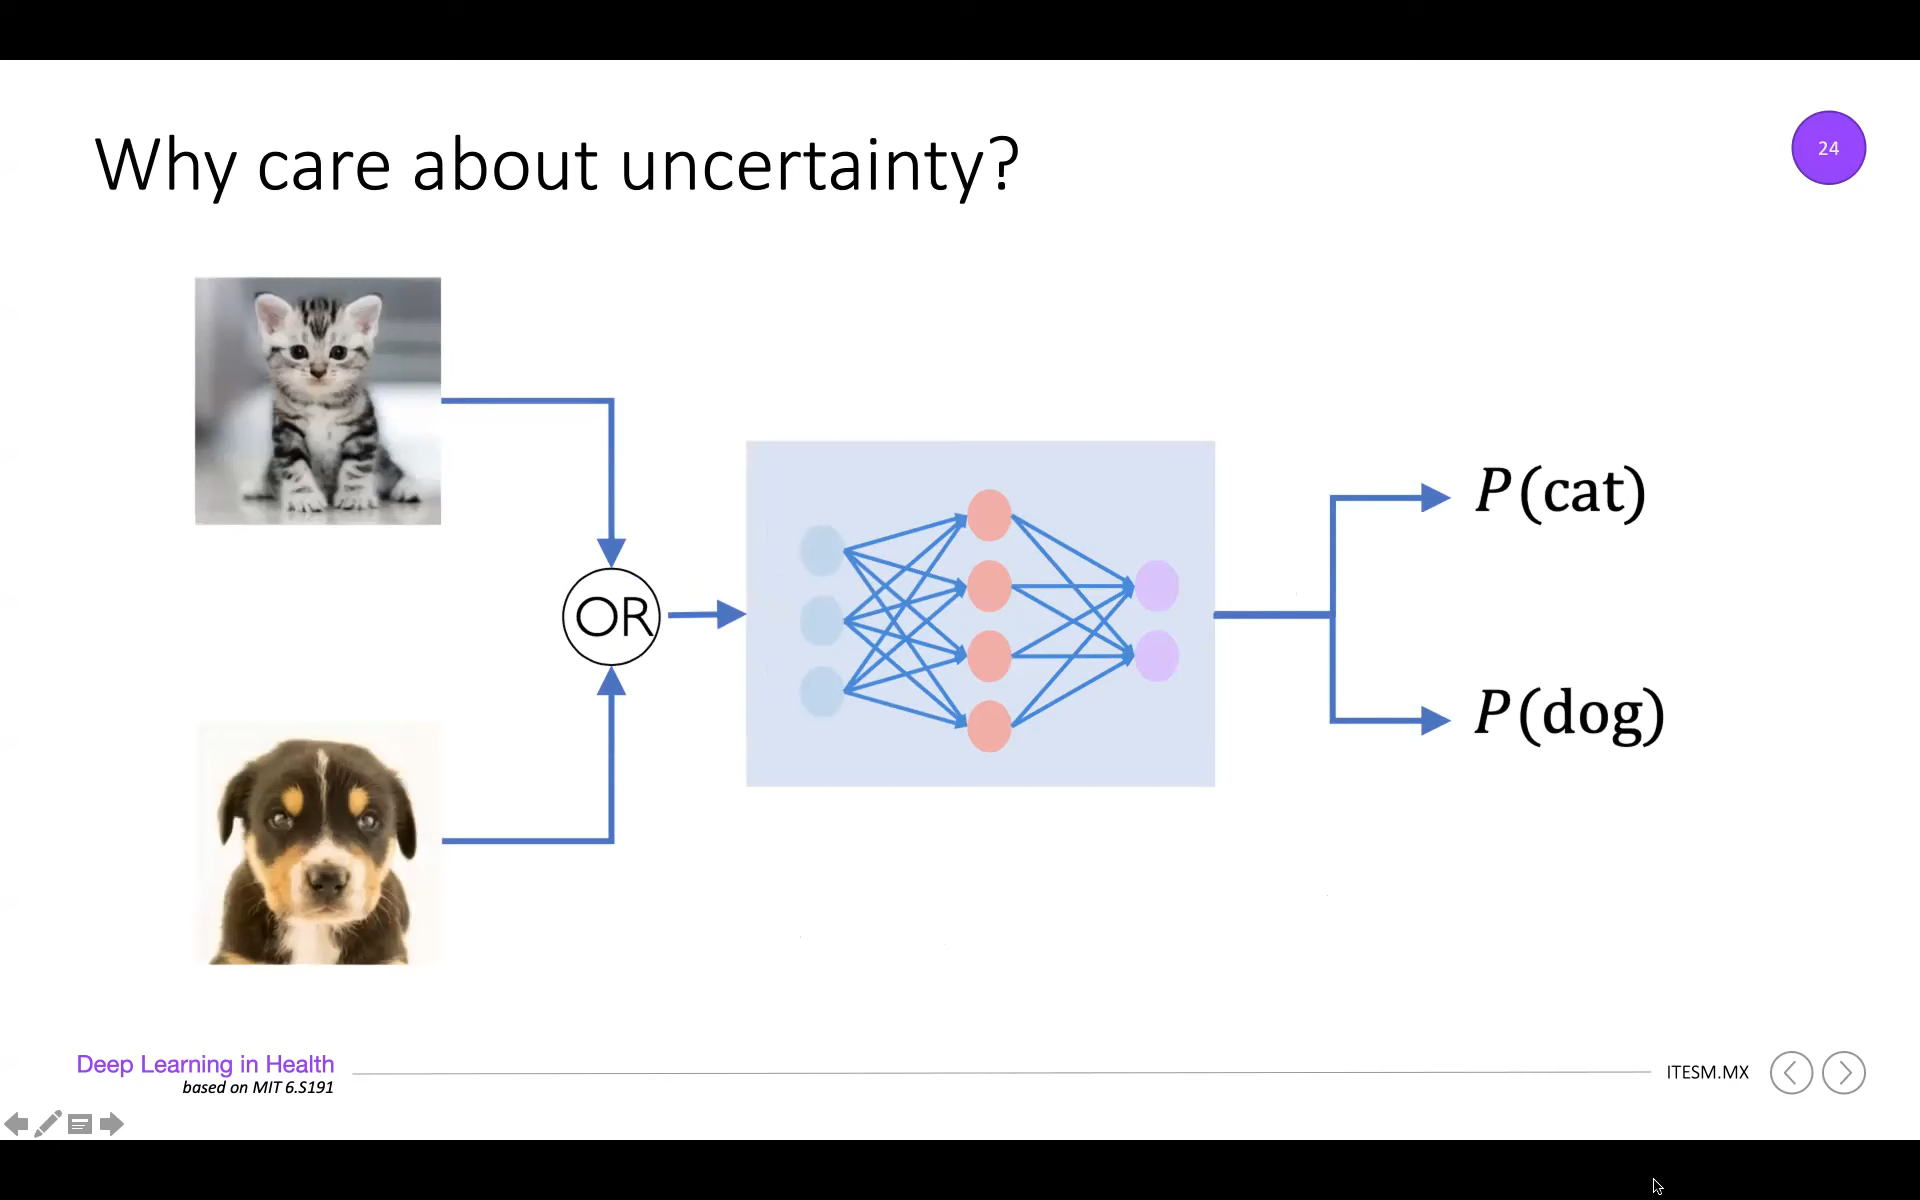 Why care about uncertainty?
24
OR
P(cat)
P(dog)
Deep Learning in Health
based on MIT 6.S191
ITESM.MX